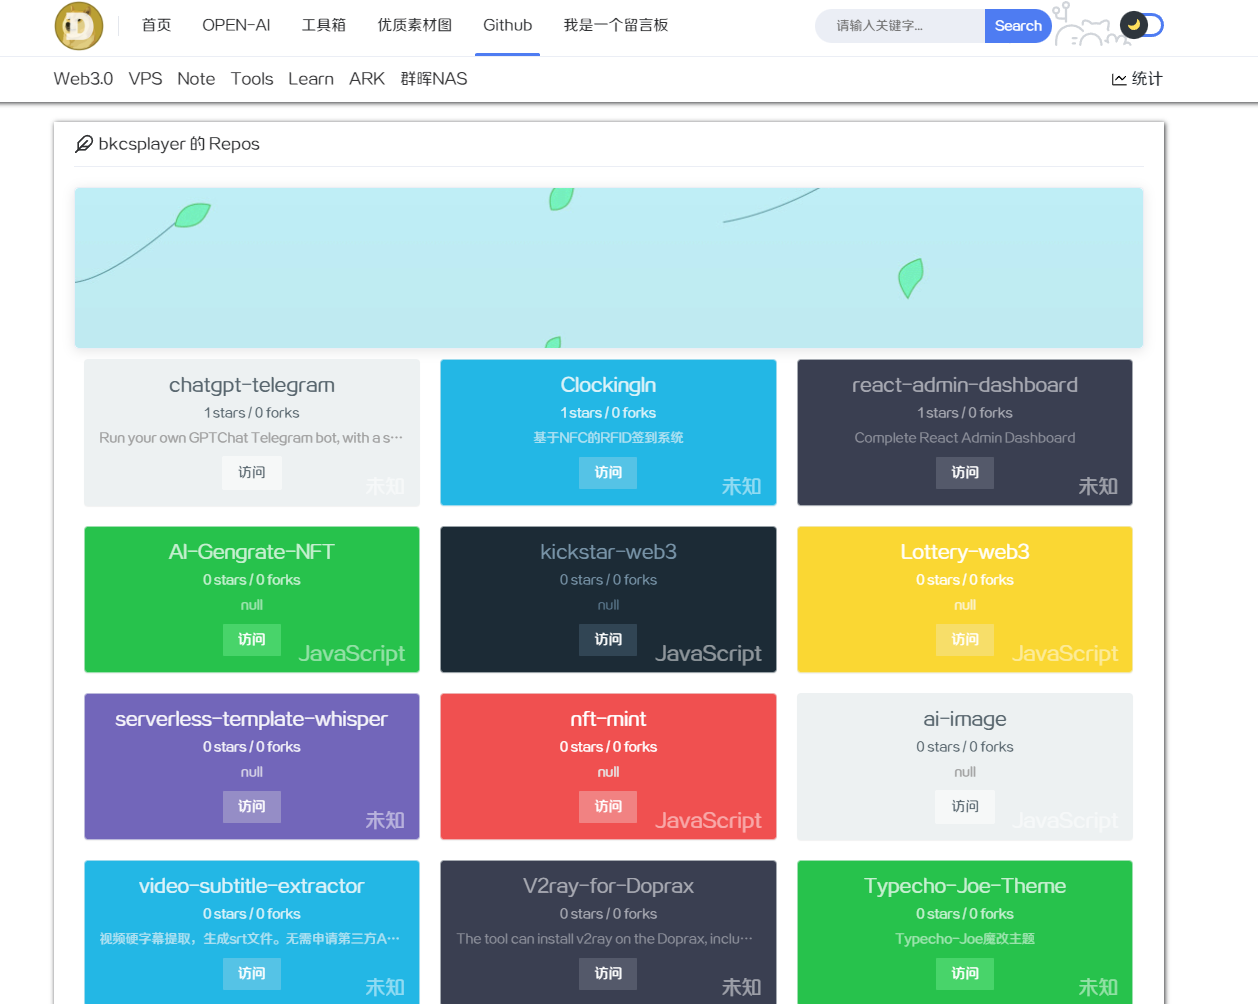 首页 OPEN-AI 工具箱 优质素材图 Github 我是一个留言板 请输入关键字... Search
Web3.0 VPS Note Tools Learn ARK 群晖NAS 统计
bkcsplayer 的 Repos
chatgpt-telegram
1 stars / 0 forks
Run your own GPTChat Telegram bot, with a s···
访问
未知
ClockingIn
1 stars / 0 forks
基于NFC的RFID签到系统
访问
未知
react-admin-dashboard
1 stars / 0 forks
Complete React Admin Dashboard
访问
未知
AI-Gengrate-NFT
0 stars / 0 forks
null
访问
JavaScript
kickstar-web3
0 stars / 0 forks
null
访问
JavaScript
Lottery-web3
0 stars / 0 forks
null
访问
JavaScript
serverless-template-whisper
0 stars / 0 forks
null
访问
未知
nft-mint
0 stars / 0 forks
null
访问
JavaScript
ai-image
0 stars / 0 forks
null
访问
JavaScript
video-subtitle-extractor
0 stars / 0 forks
视频硬字幕提取，生成srt文件。无需申请第三方A···
访问
未知
V2ray-for-Doprax
0 stars / 0 forks
The tool can install v2ray on the Doprax, inclu···
访问
未知
Typecho-Joe-Theme
0 stars / 0 forks
Typecho-Joe魔改主题
访问
未知